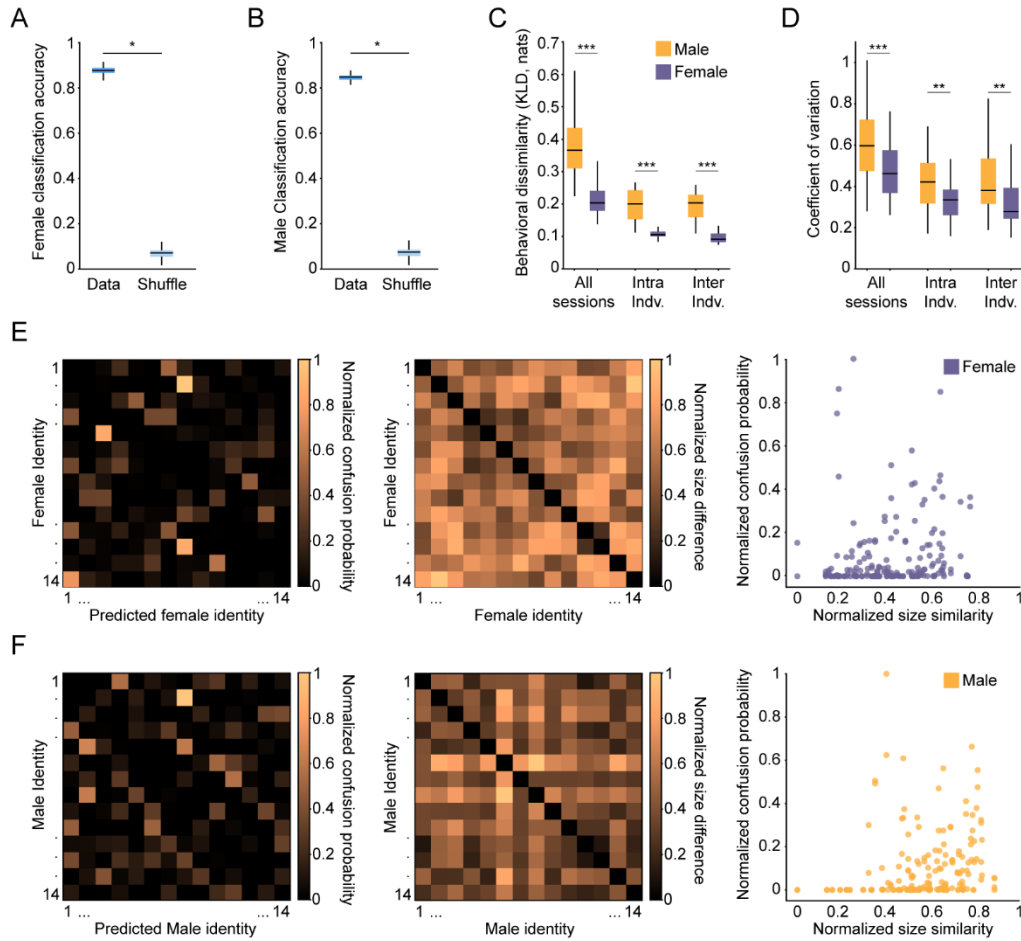 A
B
C
D
*
*
Female classification accuracy
1
0.8
0.6
0.4
0.2
0
Data Shuffle
Male Classification accuracy
1
0.8
0.6
0.4
0.2
0
Data Shuffle
Behavioral dissimilarity (KLD, nats)
0.7
0.6
0.5
0.4
0.3
0.2
0.1
0
***
***
***
Male
Female
All Intra Inter
sessions Indv. Indv.
Coefficient of variation
1
0.8
0.6
0.4
0.2
0
***
**
**
All Intra Inter
sessions Indv. Indv.
E
Female Identity
1
14
1 ... ... 14
Predicted female identity
1
0.8
0.6
0.4
0.2
0
Normalized confusion probability
Female Identity
1
14
1 ... ... 14
Female identity
1
0.8
0.6
0.4
0.2
0
Normalized size difference
Normalized confusion probability
1
0.8
0.6
0.4
0.2
0
Female
0 0.2 0.4 0.6 0.8 1
Normalized size similarity
F
Male Identity
1
14
1 ... ... 14
Predicted Male identity
1
0.8
0.6
0.4
0.2
0
Normalized confusion probability
Male Identity
1
14
1 ... ... 14
Male identity
1
0.8
0.6
0.4
0.2
0
Normalized size difference
Normalized confusion probability
1
0.8
0.6
0.4
0.2
0
Male
0 0.2 0.4 0.6 0.8 1
Normalized size similarity